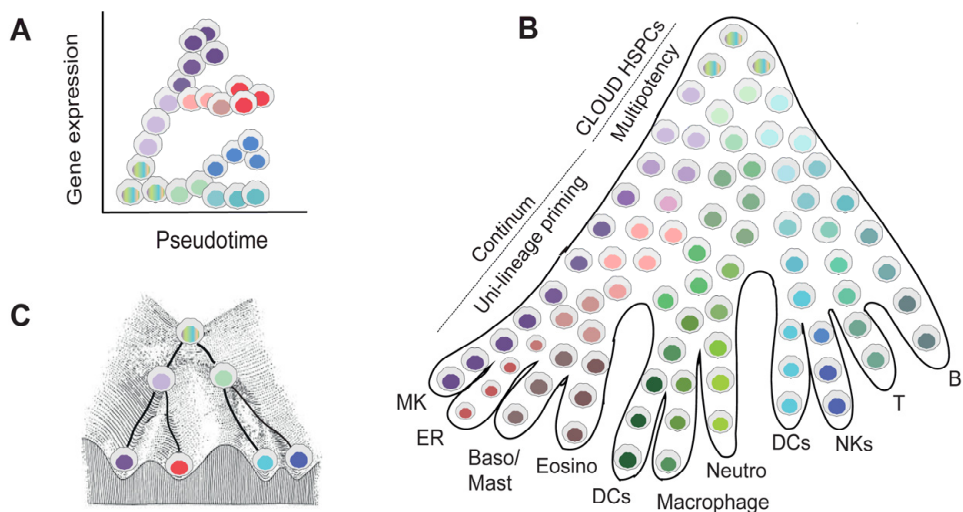 A
Gene expression
Pseudotime
B
CLOUD HSPCs
Multipotency
Continum
Uni-lineage priming
MK
ER
Baso/
Mast
Eosino
DCs
Macrophage
Neutro
DCs
NKs
T
B
C